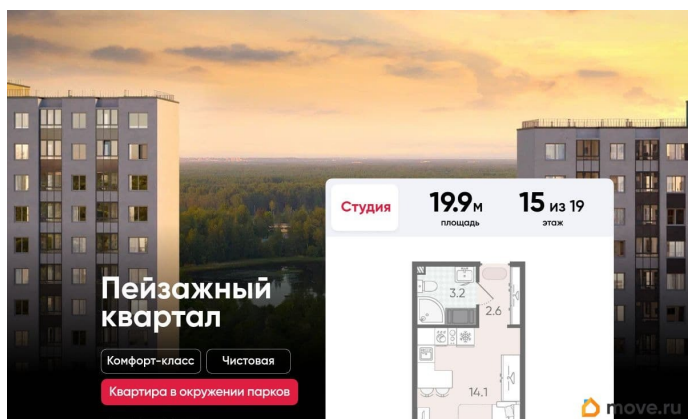 Студия
19.9 м
площадь
15 из 19
этаж
3.2
2.6
14.1
Пейзажный
квартал
Комфорт-класс
Чистовая
Квартира в окружении парков
move.ru